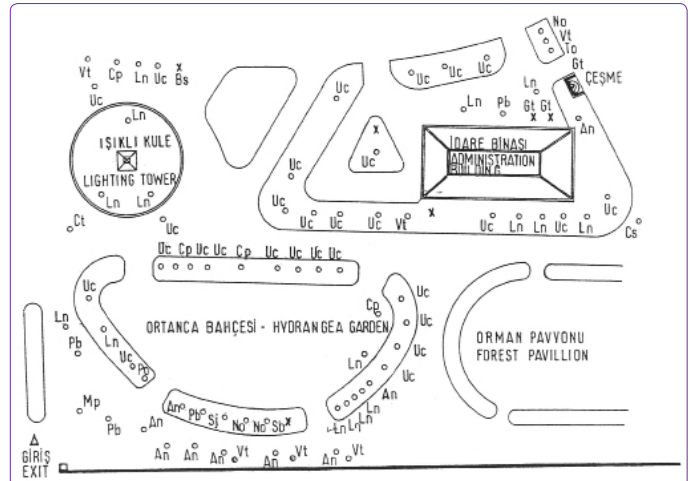 No
Vt
To
Gt
ÇEŞME
Vt Cp Ln Uc Bs
x
Uc
Uc Uc Uc
Ln
Gt Gt
x x
Ln Pb
An
Uc
Ln
IŞIKLI KULE
LIGHTING TOWER
Ln Ln
x
Uc
İDARE BİNASI
ADMINISTRATION
BUILDING
Uc
Uc
Uc Uc Uc Vt x Uc Ln Ln Uc Ln
Uc
Cs
Ct
Uc
Uc Cp Uc Uc Cp Uc Uc Uc Uc
Uc
Ln
Pb
Ln
Uc
Pb
ORTANCA BAHÇESİ - HYDRANGEA GARDEN
Cp
Uc
Uc
Uc
Ln
Uc
An
Ln
Ln
Ln Ln
ORMAN PAVYONU
FOREST PAVILLION
Mp
Pb
An
An Pb Sj No No Sb x
An An An Vt An Vt An Vt
GİRİŞ
EXIT